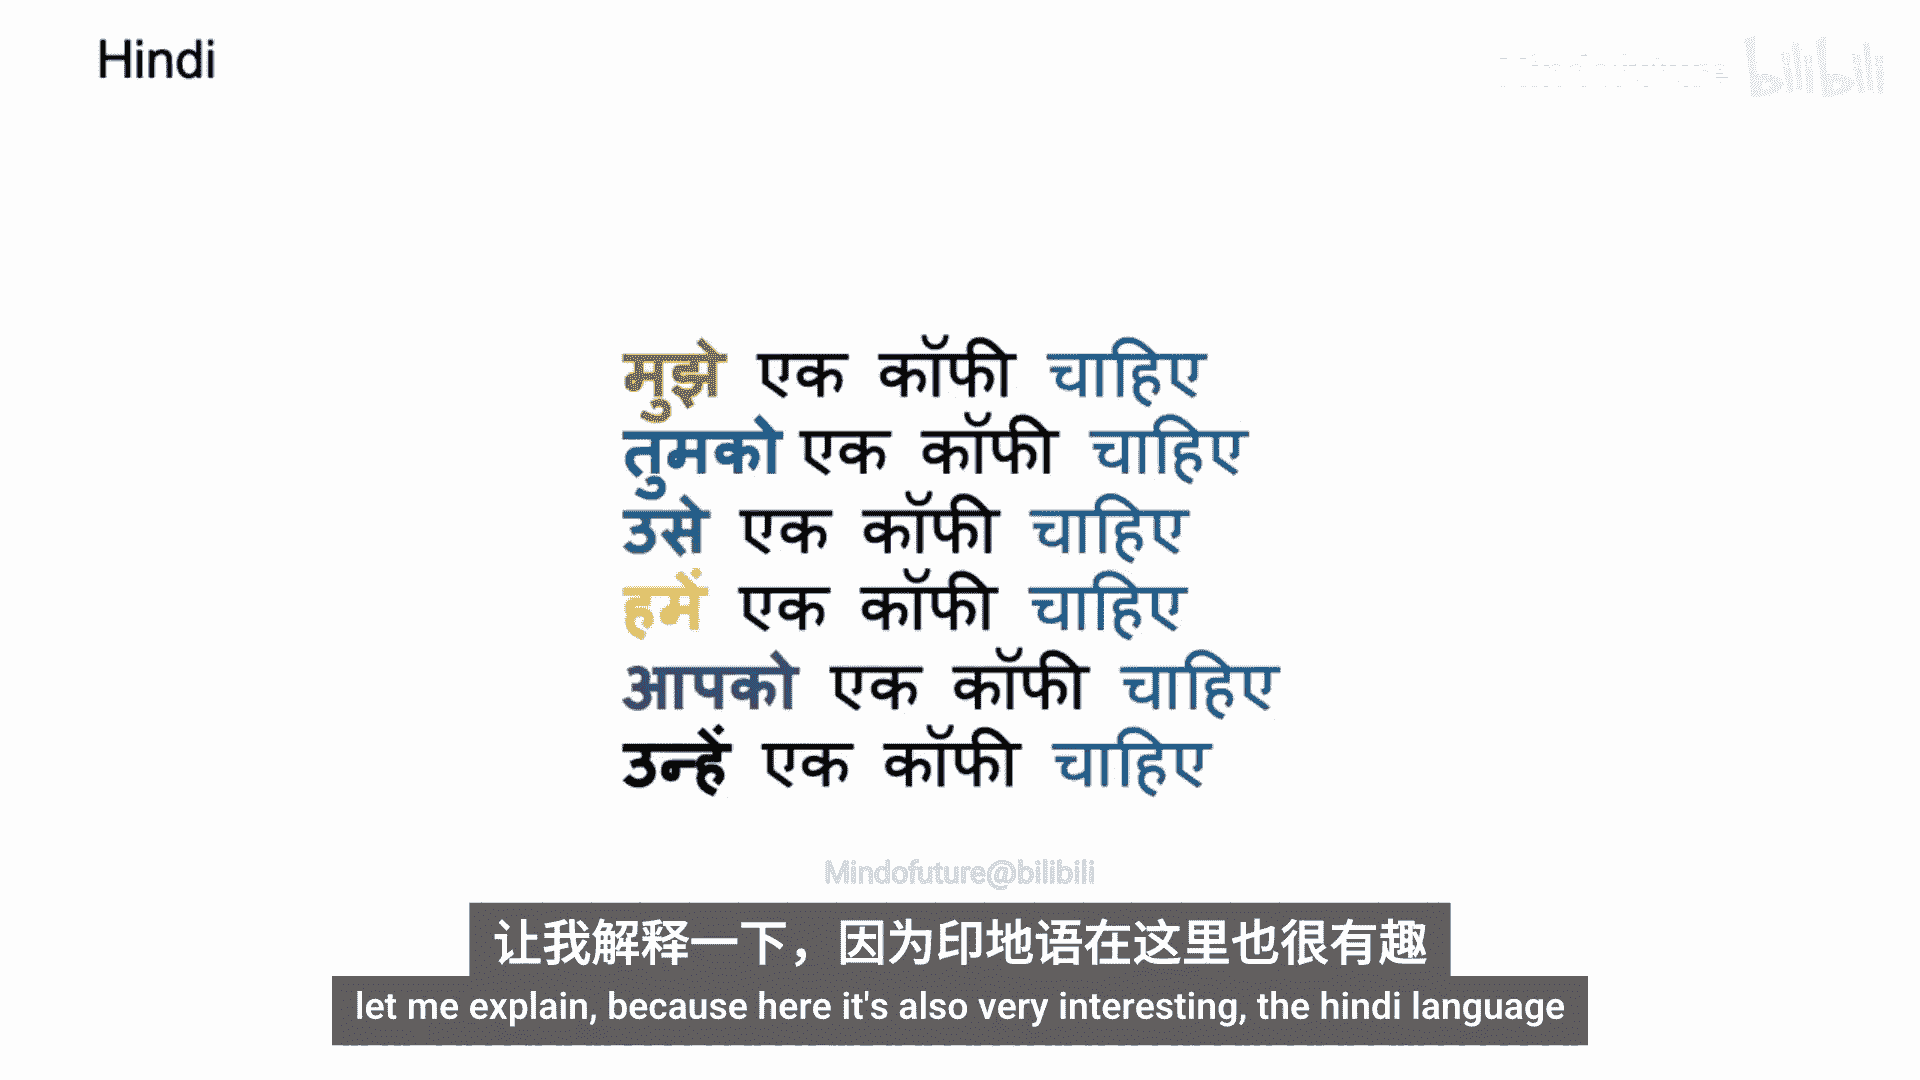 Hindi
bilibili
मुझे एक कॉफी चाहिए
तुमको एक कॉफी चाहिए
उसे एक कॉफी चाहिए
हमें एक कॉफी चाहिए
आपको एक कॉफी चाहिए
उन्हें एक कॉफी चाहिए
Mindofuture@bilibili
让我解释一下，因为印地语在这里也很有趣
let me explain, because here it's also very interesting, the hindi language